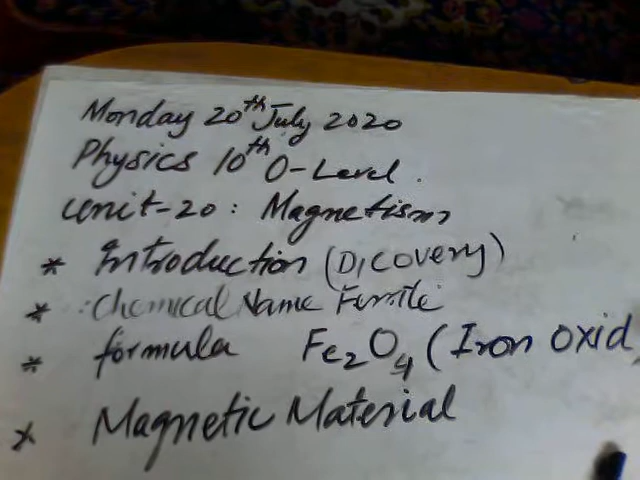 Monday 20th July 2020
Physics 10th O-Level.
Unit-20: Magnetism
* Introduction (Dicovery)
* :Chemical Name Ferrite
* formula Fe₂O₄ (Iron oxid
* Magnetic Material